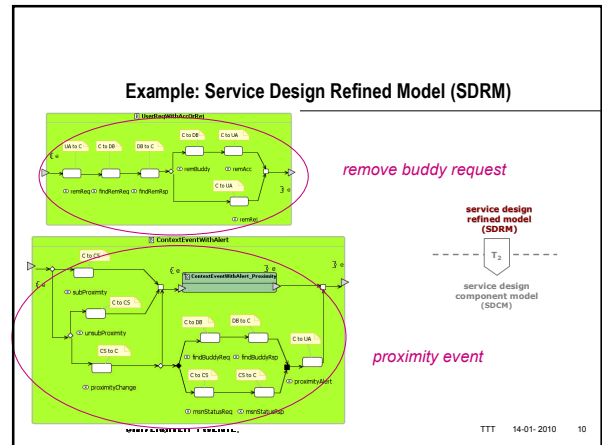 Example: Service Design Refined Model (SDRM)
UserReqWithAccOrRej
UA to C
C to DB
DB to C
C to DB
C to UA
remReq
findRemReq
findRemRsp
remBuddy
remAcc
C to UA
remRej
remove buddy request
service design
refined model
(SDRM)
T2
service design
component model
(SDCM)
ContextEventWithAlert
C to CS
subProximity
ContextEventWithAlert_Proximity
C to CS
unsubProximity
CS to C
proximityChange
C to DB
DB to C
findBuddyReq
findBuddyRsp
C to CS
CS to C
msnStatusReq
msnStatusRsp
C to UA
proximityAlert
proximity event
TTT 14-01- 2010 10